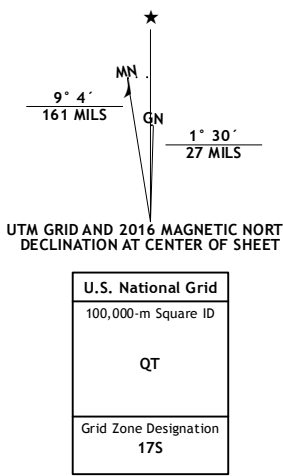 ★
MN
9° 4´
161 MILS
GN
1° 30´
27 MILS
UTM GRID AND 2016 MAGNETIC NORT
DECLINATION AT CENTER OF SHEET
U.S. National Grid
100,000-m Square ID
QT
Grid Zone Designation
17S